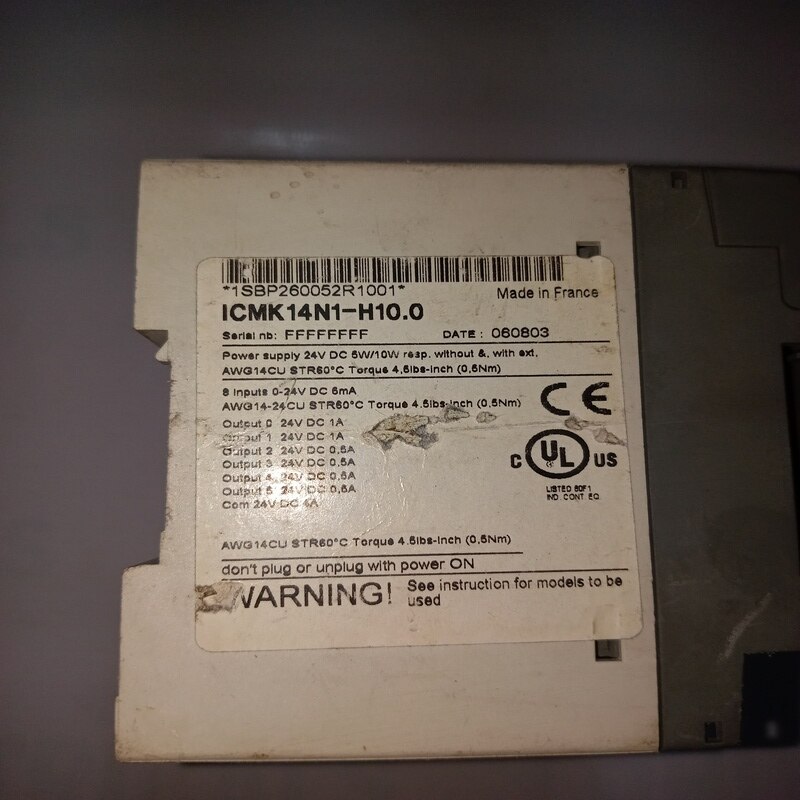 *1SBP260052R1001*
Made in France
ICMK14N1-H10.0
Serial nb: FFFFFFFF DATE : 060803
Power supply 24V DC 5W/10W resp. without &. with ext.
AWG14CU STR60°C Torque 4,5lbs-inch (0,5Nm)
8 Inputs 0-24V DC 5mA
AWG14-24CU STR60°C Torque 4.5lbs-inch (0,5Nm)
Output 0 24V DC 1A
Output 1 24V DC 1A
Output 2 24V DC 0,5A
Output 3 24V DC 0,5A
Output 4 24V DC 0,5A
Output 5 24V DC 0,5A
Com 24V DC 4A
CE
C UL US
LISTED 60F1
IND. CONT. EQ.
AWG14CU STR60°C Torque 4.5lbs-inch (0,5Nm)
don't plug or unplug with power ON
WARNING! See instruction for models to be
used